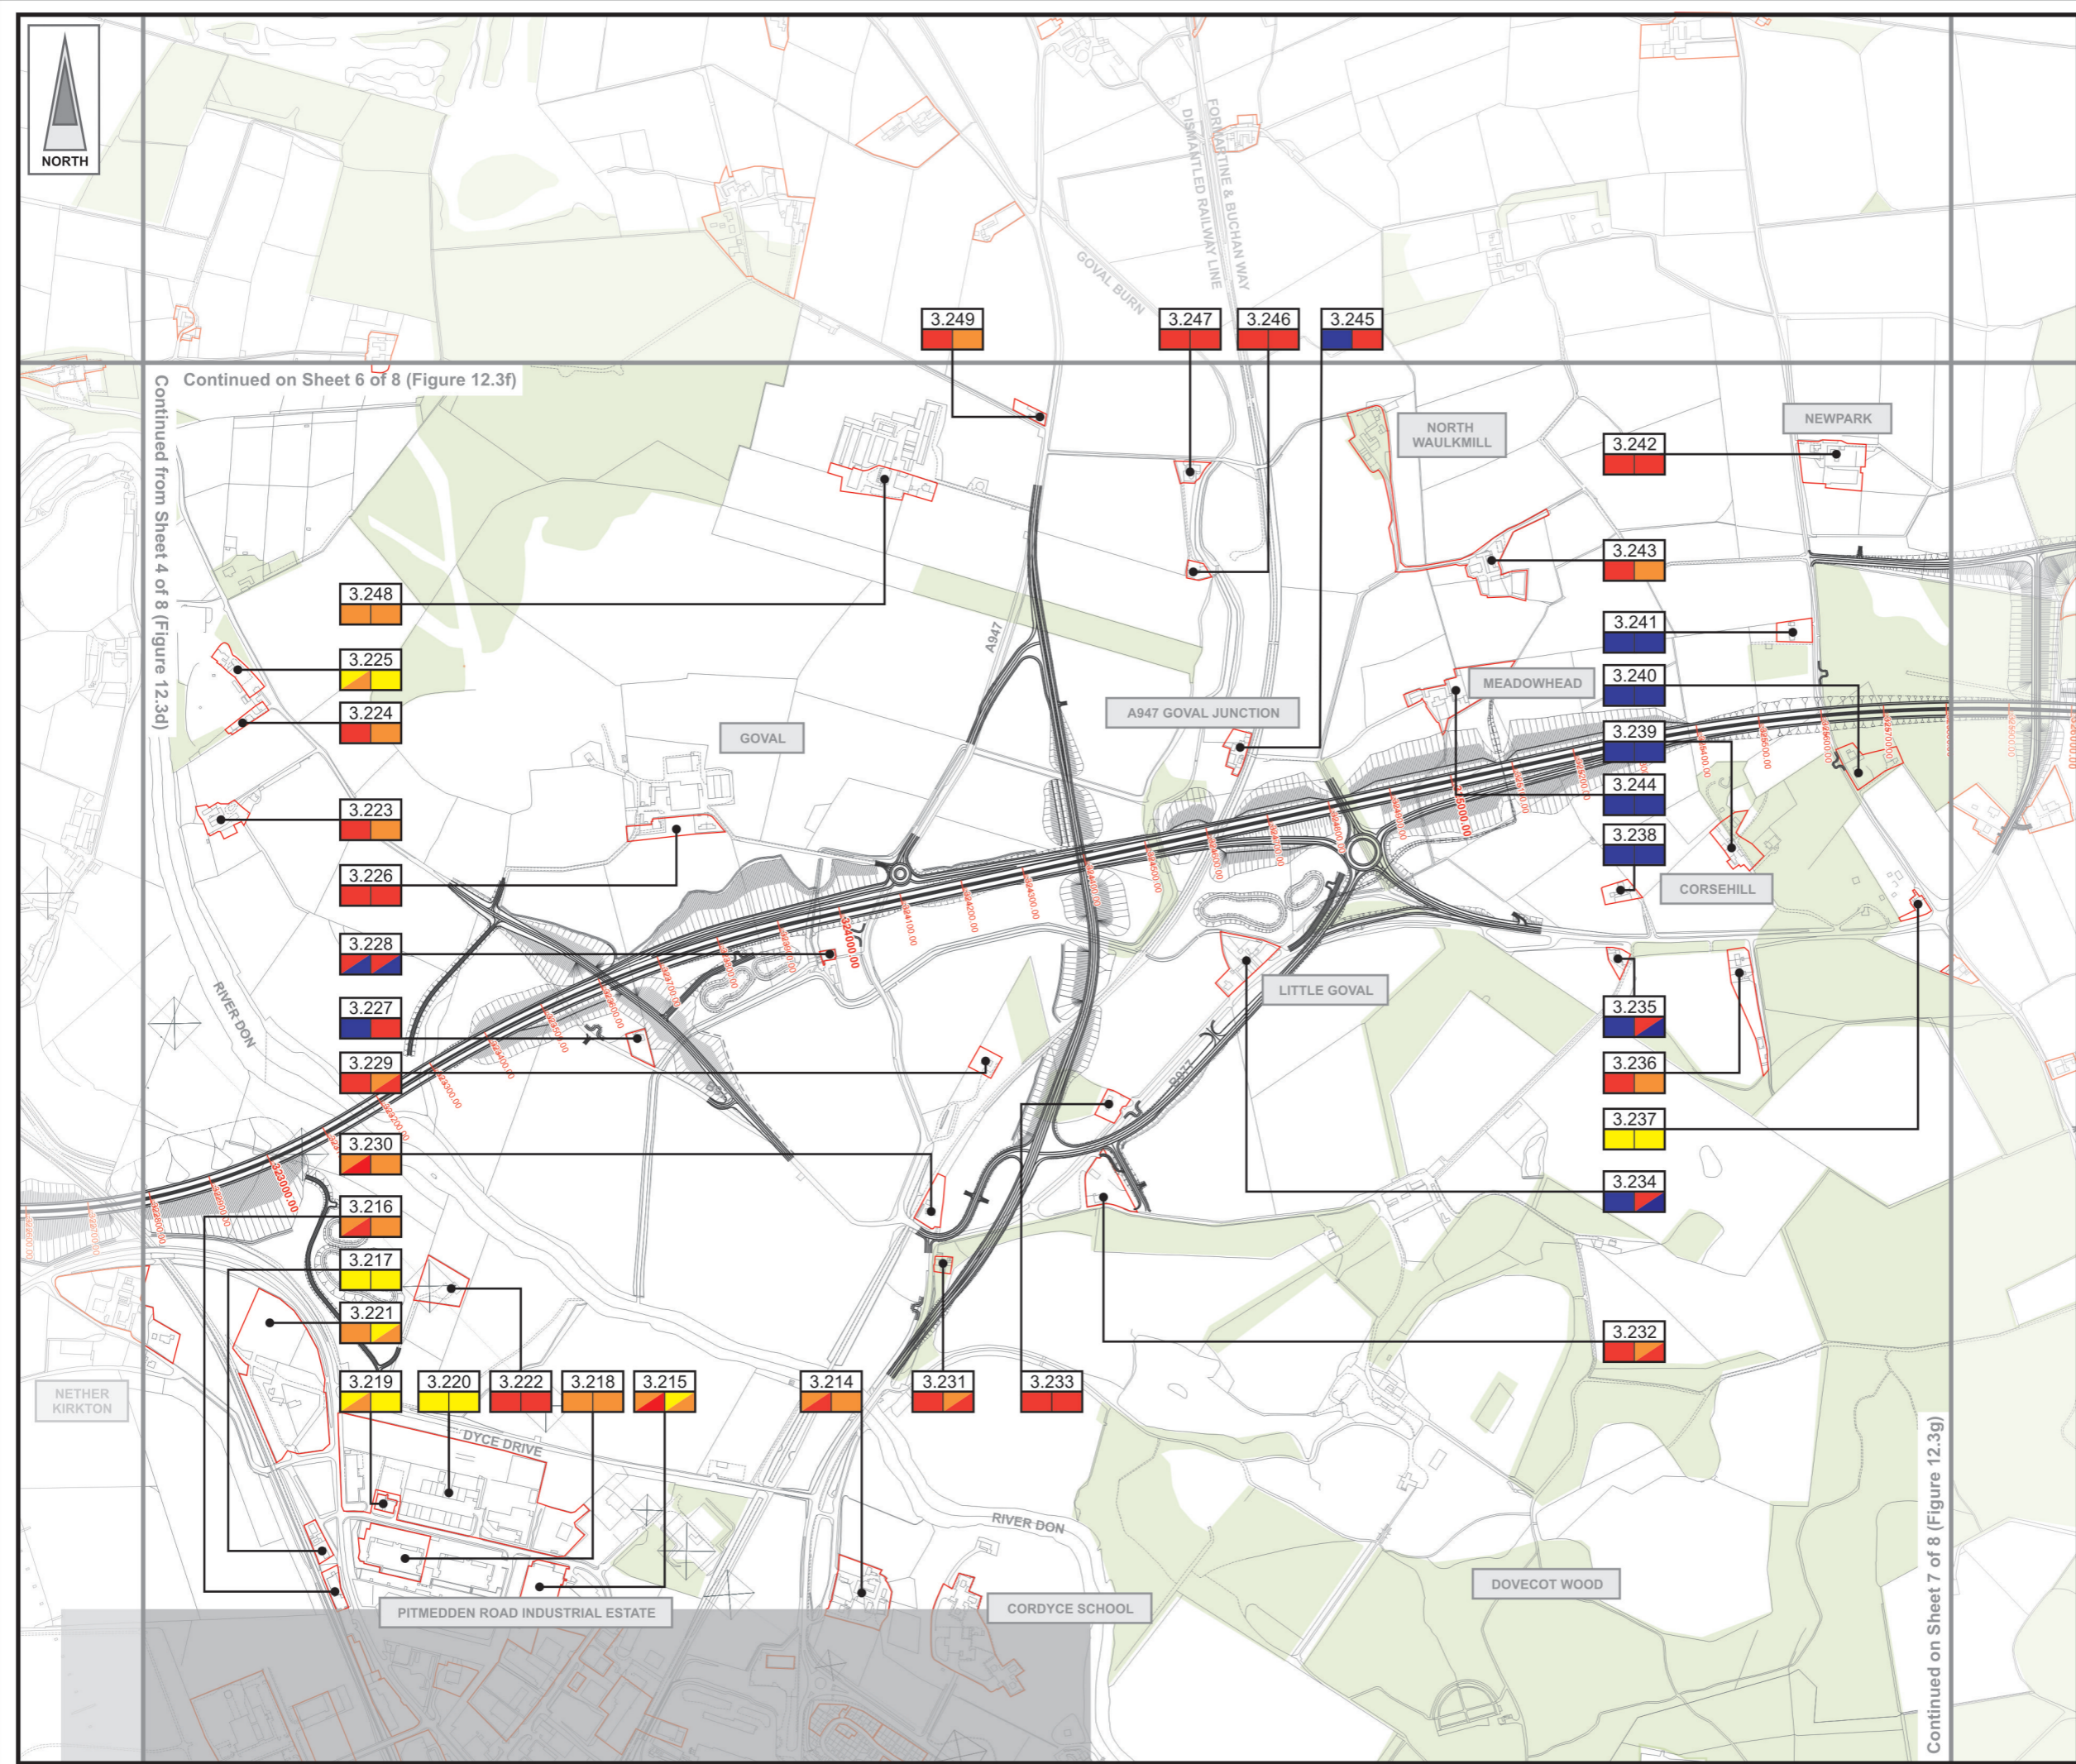 NORTH
FORMARTINE & BUCHAN WAY
DISMANTLED RAILWAY LINE
GOVAL BURN
3.249
3.247
3.246
3.245
Continued on Sheet 6 of 8 (Figure 12.3f)
Continued from Sheet 4 of 8 (Figure 12.3d)
NORTH
WAULKMILL
NEWPARK
3.242
3.243
3.248
A947
3.241
3.225
MEADOWHEAD
3.240
3.224
A947 GOVAL JUNCTION
GOVAL
3.239
3.244
3.223
3.238
3.226
CORSEHILL
3.228
324000.00
325000.00
RIVER DON
LITTLE GOVAL
3.227
3.235
3.229
3.236
B977
3.237
3.230
323000.00
3.234
3.216
3.217
3.221
3.232
NETHER
KIRKTON
3.219
3.220
3.222
3.218
3.215
3.214
3.231
3.233
DYCE DRIVE
RIVER DON
PITMEDDEN ROAD INDUSTRIAL ESTATE
CORDYCE SCHOOL
DOVECOT WOOD
Continued on Sheet 7 of 8 (Figure 12.3g)